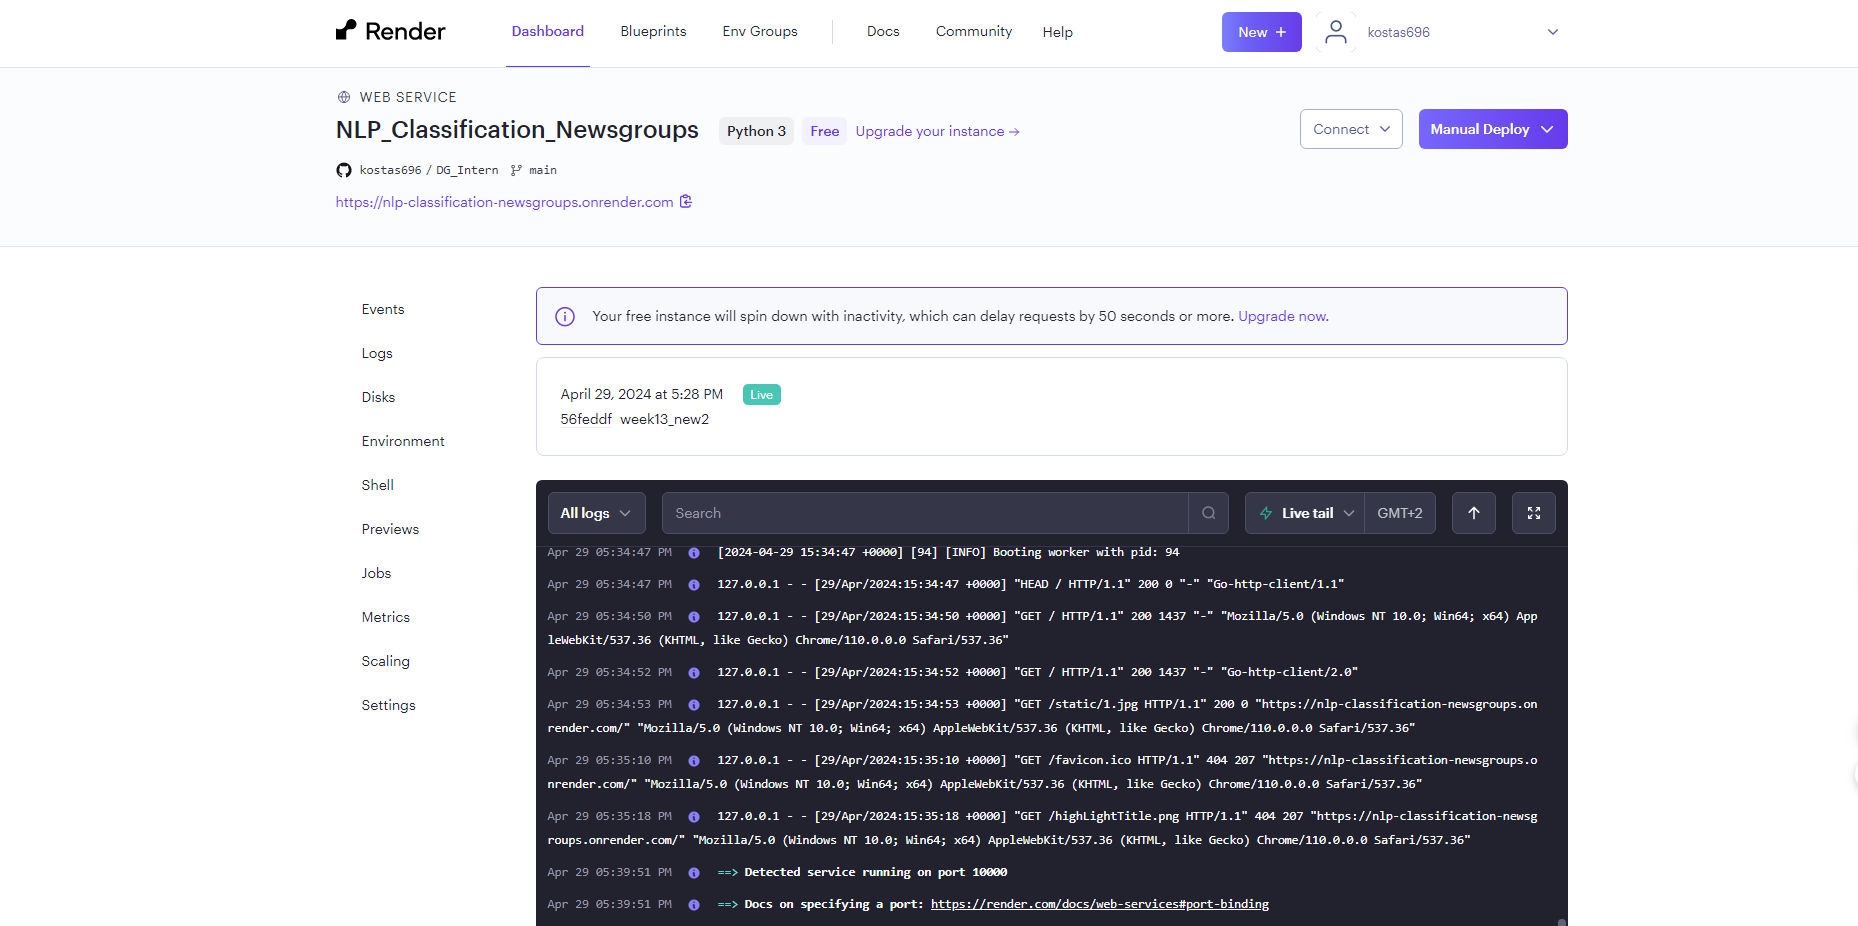 Render
Dashboard
Blueprints
Env Groups
Docs
Community
Help
New +
kostas696
WEB SERVICE
NLP_Classification_Newsgroups
Python 3
Free
Upgrade your instance →
Connect
Manual Deploy
kostas696 / DG_Intern
main
https://nlp-classification-newsgroups.onrender.com
Events
Logs
Disks
Environment
Shell
Previews
Jobs
Metrics
Scaling
Settings
Your free instance will spin down with inactivity, which can delay requests by 50 seconds or more. Upgrade now.
April 29, 2024 at 5:28 PM Live
56feddf week13_new2
All logs
Search
Live tail
GMT+2
Apr 29 05:34:47 PM [2024-04-29 15:34:47 +0000] [94] [INFO] Booting worker with pid: 94
Apr 29 05:34:47 PM 127.0.0.1 - - [29/Apr/2024:15:34:47 +0000] "HEAD / HTTP/1.1" 200 0 "-" "Go-http-client/1.1"
Apr 29 05:34:50 PM 127.0.0.1 - - [29/Apr/2024:15:34:50 +0000] "GET / HTTP/1.1" 200 1437 "-" "Mozilla/5.0 (Windows NT 10.0; Win64; x64) App
leWebKit/537.36 (KHTML, like Gecko) Chrome/110.0.0.0 Safari/537.36"
Apr 29 05:34:52 PM 127.0.0.1 - - [29/Apr/2024:15:34:52 +0000] "GET / HTTP/1.1" 200 1437 "-" "Go-http-client/2.0"
Apr 29 05:34:53 PM 127.0.0.1 - - [29/Apr/2024:15:34:53 +0000] "GET /static/1.jpg HTTP/1.1" 200 0 "https://nlp-classification-newsgroups.on
render.com/" "Mozilla/5.0 (Windows NT 10.0; Win64; x64) AppleWebKit/537.36 (KHTML, like Gecko) Chrome/110.0.0.0 Safari/537.36"
Apr 29 05:35:10 PM 127.0.0.1 - - [29/Apr/2024:15:35:10 +0000] "GET /favicon.ico HTTP/1.1" 404 207 "https://nlp-classification-newsgroups.o
nrender.com/" "Mozilla/5.0 (Windows NT 10.0; Win64; x64) AppleWebKit/537.36 (KHTML, like Gecko) Chrome/110.0.0.0 Safari/537.36"
Apr 29 05:35:18 PM 127.0.0.1 - - [29/Apr/2024:15:35:18 +0000] "GET /highLightTitle.png HTTP/1.1" 404 207 "https://nlp-classification-newsg
roups.onrender.com/" "Mozilla/5.0 (Windows NT 10.0; Win64; x64) AppleWebKit/537.36 (KHTML, like Gecko) Chrome/110.0.0.0 Safari/537.36"
Apr 29 05:39:51 PM ==> Detected service running on port 10000
Apr 29 05:39:51 PM ==> Docs on specifying a port: https://render.com/docs/web-services#port-binding